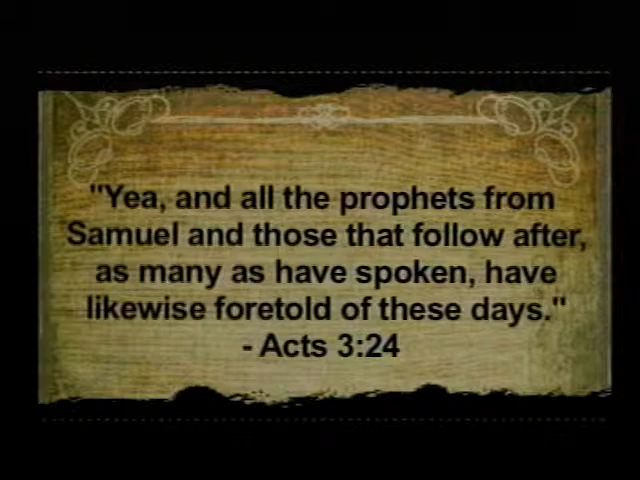 "Yea, and all the prophets from
Samuel and those that follow after,
as many as have spoken, have
likewise foretold of these days."
- Acts 3:24